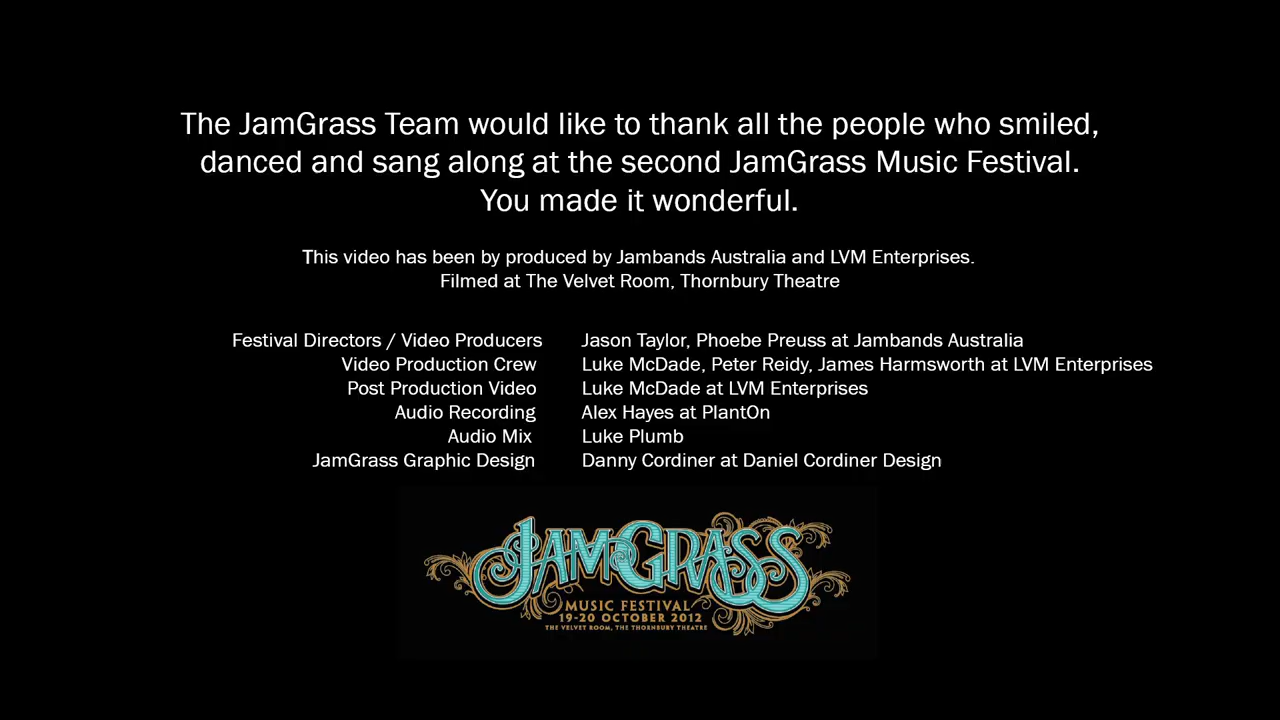 The JamGrass Team would like to thank all the people who smiled,
danced and sang along at the second JamGrass Music Festival.
You made it wonderful.
This video has been by produced by Jambands Australia and LVM Enterprises.
Filmed at The Velvet Room, Thornbury Theatre
Festival Directors / Video Producers Jason Taylor, Phoebe Preuss at Jambands Australia
Video Production Crew Luke McDade, Peter Reidy, James Harmsworth at LVM Enterprises
Post Production Video Luke McDade at LVM Enterprises
Audio Recording Alex Hayes at PlantOn
Audio Mix Luke Plumb
JamGrass Graphic Design Danny Cordiner at Daniel Cordiner Design
JAMGRASS
MUSIC FESTIVAL
19-20 OCTOBER 2012
THE VELVET ROOM, THE THORNBURY THEATRE